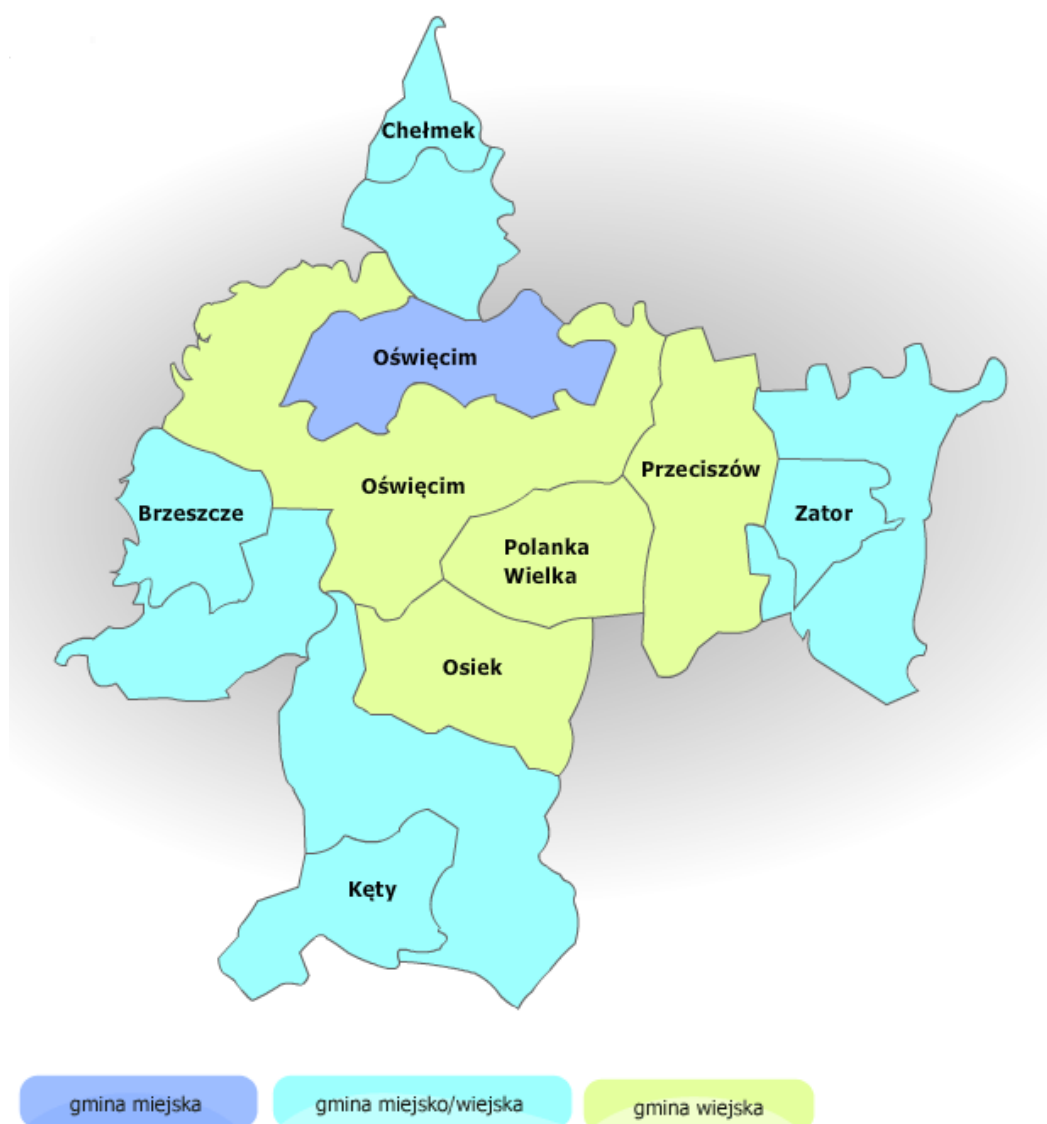 Chełmek
Oświęcim
Oświęcim
Przeciszów
Brzeszcze
Zator
Polanka
Wielka
Osiek
Kęty
gmina miejska
gmina miejsko/wiejska
gmina wiejska